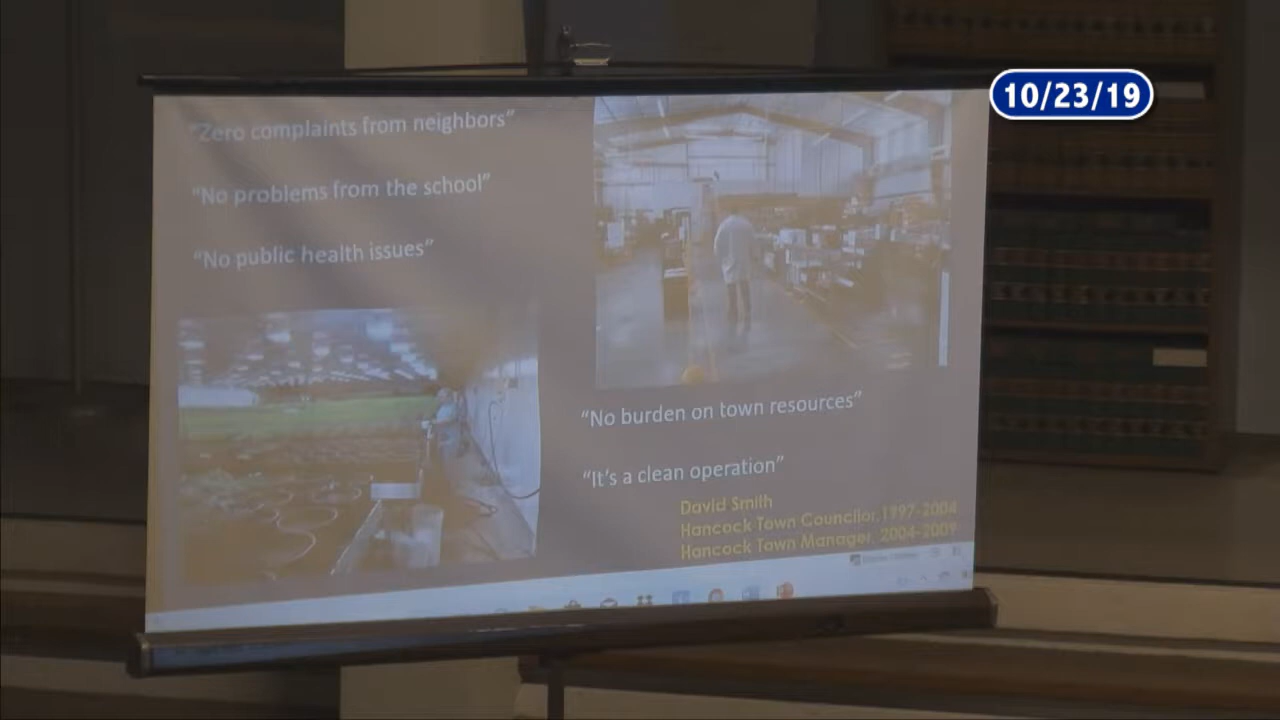 10/23/19
"Zero complaints from neighbors"
"No problems from the school"
"No public health issues"
"No burden on town resources"
"It's a clean operation"
David Smith
Hancock Town Councilor, 1997-2004
Hancock Town Manager, 2004-2009